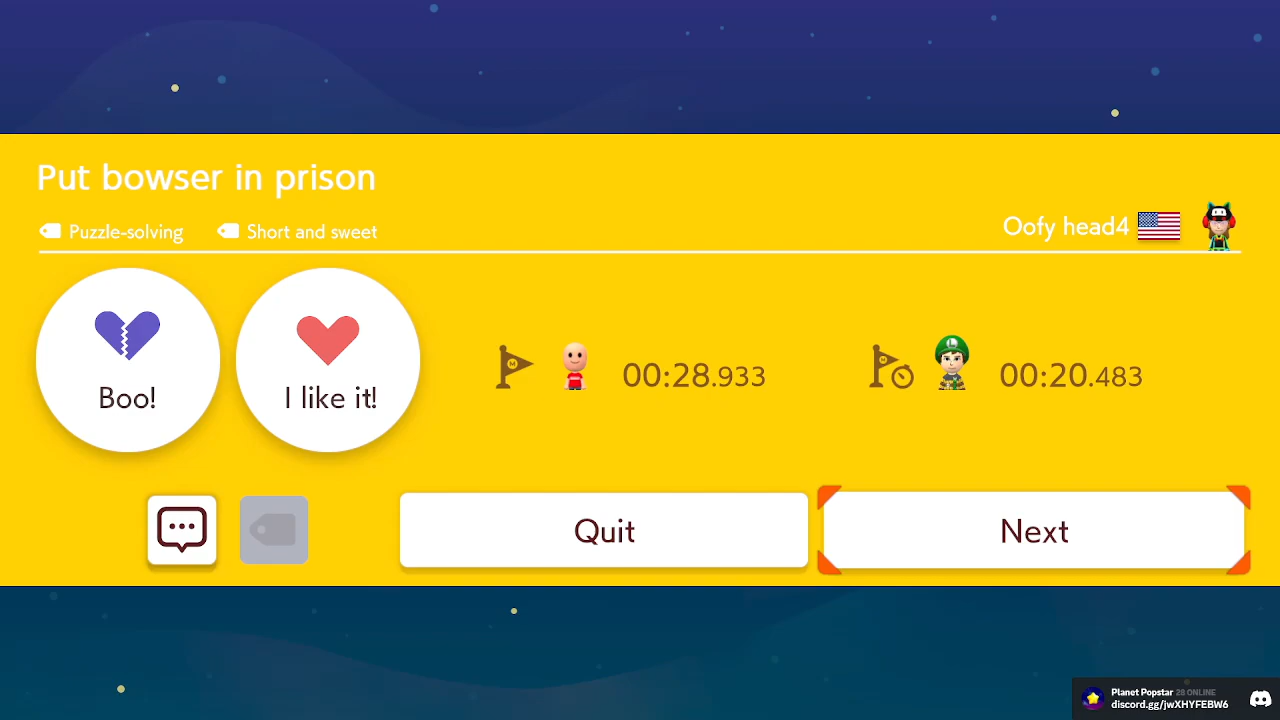 Put bowser in prison
Puzzle-solving Short and sweet
Oofy head4
Boo!
I like it!
M
00:28.933
M
L
00:20.483
Quit
Next
Planet Popstar 28 ONLINE
discord.gg/jwXHYFEBW6